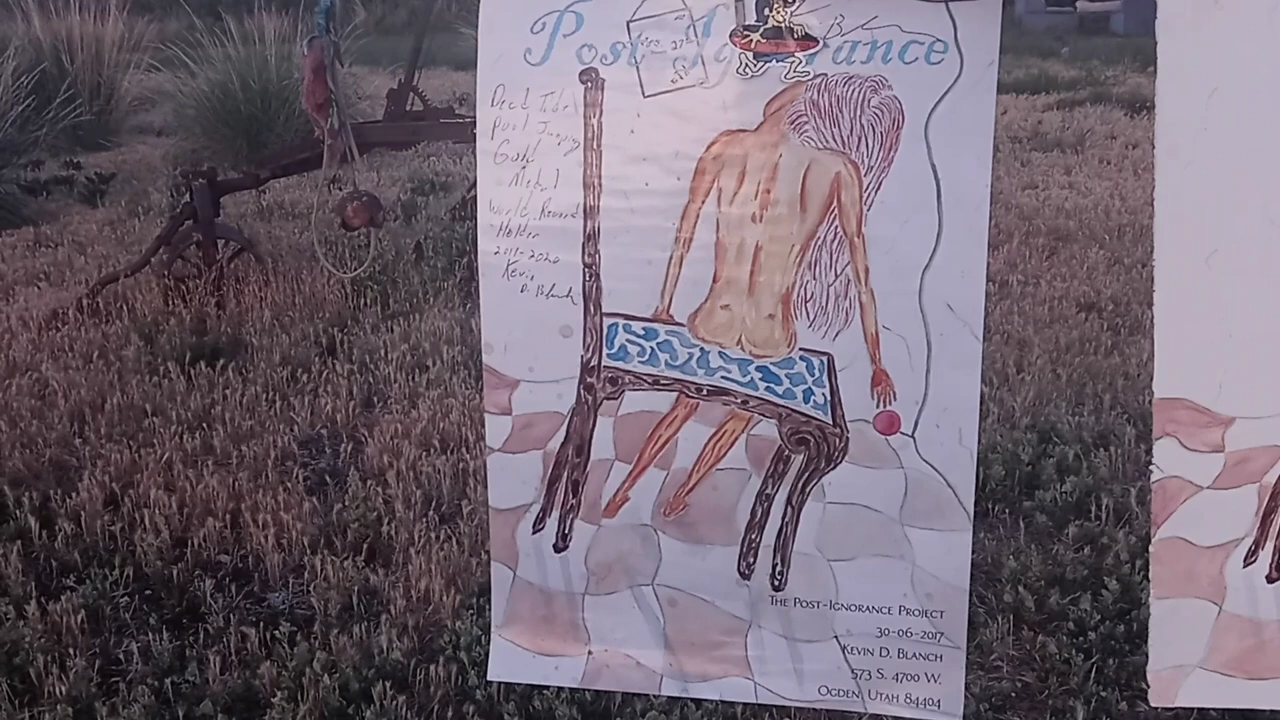 Post-Ignorance
Dead Tide
Pool Jumping
Gold
Medal
World Record
Holder
2011-2020
Kevin
D. Blanch
The Post-Ignorance Project
30-06-2017
Kevin D. Blanch
573 S. 4700 W.
Ogden, Utah 84404